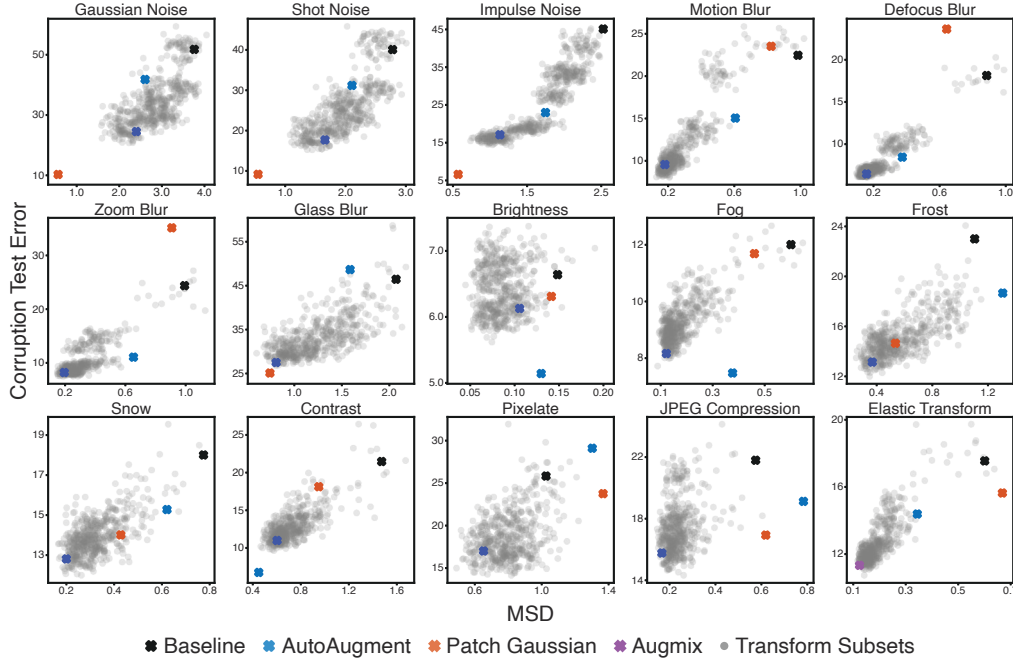 Gaussian Noise Shot Noise Impulse Noise Motion Blur Defocus Blur
50
30
10
1.0 2.0 3.0 4.0
50
40
30
20
10
1.0 2.0 3.0
45
35
25
15
5
0.5 1.5 2.5
25
20
15
10
0.2 0.6 1.0
25
20
15
10
0.2 0.6 1.0
Corruption Test Error
Zoom Blur Glass Blur Brightness Fog Frost
30
20
10
0.2 0.6 1.0
55
45
35
25
1.0 1.5 2.0
7.0
6.0
5.0
0.05 0.10 0.15 0.20
12
10
8
0.1 0.3 0.5 0.7
24
20
16
12
0.4 0.8 1.2
Snow Contrast Pixelate JPEG Compression Elastic Transform
19
17
15
13
0.2 0.4 0.6 0.8
25
20
15
10
0.4 0.8 1.2 1.6
30
25
20
15
0.6 1.0 1.4
22
18
14
0.2 0.4 0.6 0.8
20
16
12
0.1 0.3 0.5
MSD
Baseline AutoAugment Patch Gaussian Augmix Transform Subsets